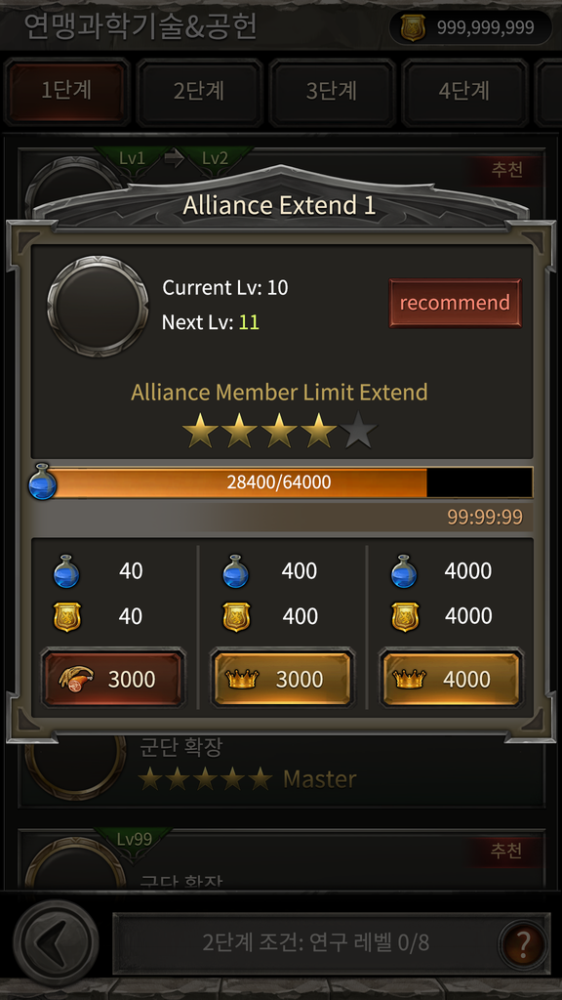 연맹과학기술&공헌
999,999,999
1단계
2단계
3단계
4단계
Lv1
Lv2
추천
Alliance Extend 1
Current Lv: 10
Next Lv: 11
recommend
Alliance Member Limit Extend
28400/64000
99:99:99
40
400
4000
40
400
4000
3000
3000
4000
군단 확장
Master
Lv99
추천
군단 확장
2단계 조건: 연구 레벨 0/8
?